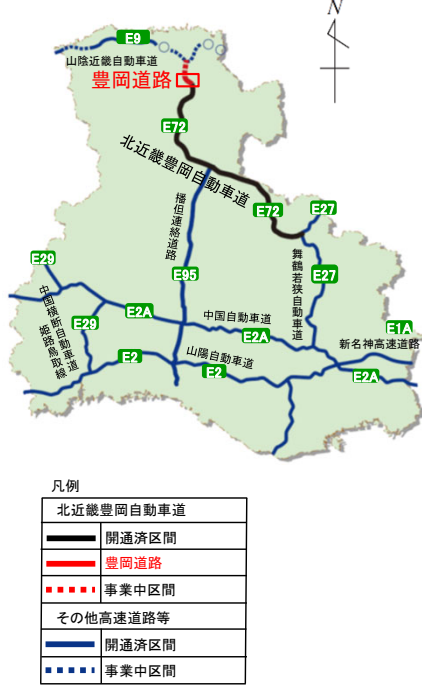 N
E9
山陰近畿自動車道
豊岡道路
E72
北近畿豊岡自動車道
E72
E27
播但連絡道路
舞鶴若狭自動車道
E29
E95
E27
中国横断自動車道
姫路鳥取線
E29
E2A
中国自動車道
E2A
E1A
新名神高速道路
E2
山陽自動車道
E2
E2A
凡例
北近畿豊岡自動車道
開通済区間
豊岡道路
事業中区間
その他高速道路等
開通済区間
事業中区間